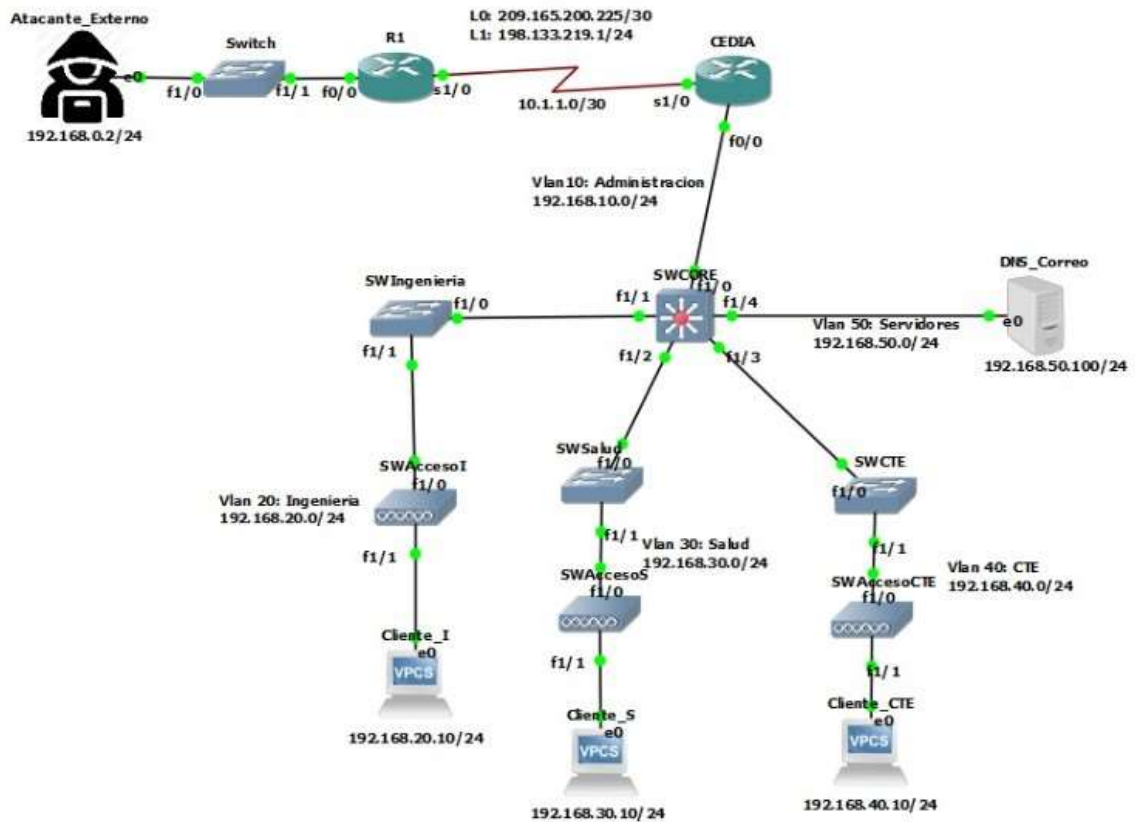 Atacante_Externo
e0
192.168.0.2/24
f1/0
Switch
f1/1
f0/0
R1
s1/0
L0: 209.165.200.225/30
L1: 198.133.219.1/24
10.1.1.0/30
CEDIA
s1/0
f0/0
Vlan10: Administracion
192.168.10.0/24
SWCORE
f1/0
f1/1
f1/4
f1/2
f1/3
DNS_Correo
e0
Vlan 50: Servidores
192.168.50.0/24
192.168.50.100/24
SWIngenieria
f1/0
f1/1
SWAccesoI
f1/0
Vlan 20: Ingenieria
192.168.20.0/24
f1/1
Cliente_I
e0
VPCS
192.168.20.10/24
SWSalud
f1/0
f1/1
Vlan 30: Salud
192.168.30.0/24
SWAccesoS
f1/0
f1/1
Cliente_S
e0
VPCS
192.168.30.10/24
SWCTE
f1/0
f1/1
Vlan 40: CTE
192.168.40.0/24
SWAccesoCTE
f1/0
f1/1
Cliente_CTE
e0
VPCS
192.168.40.10/24